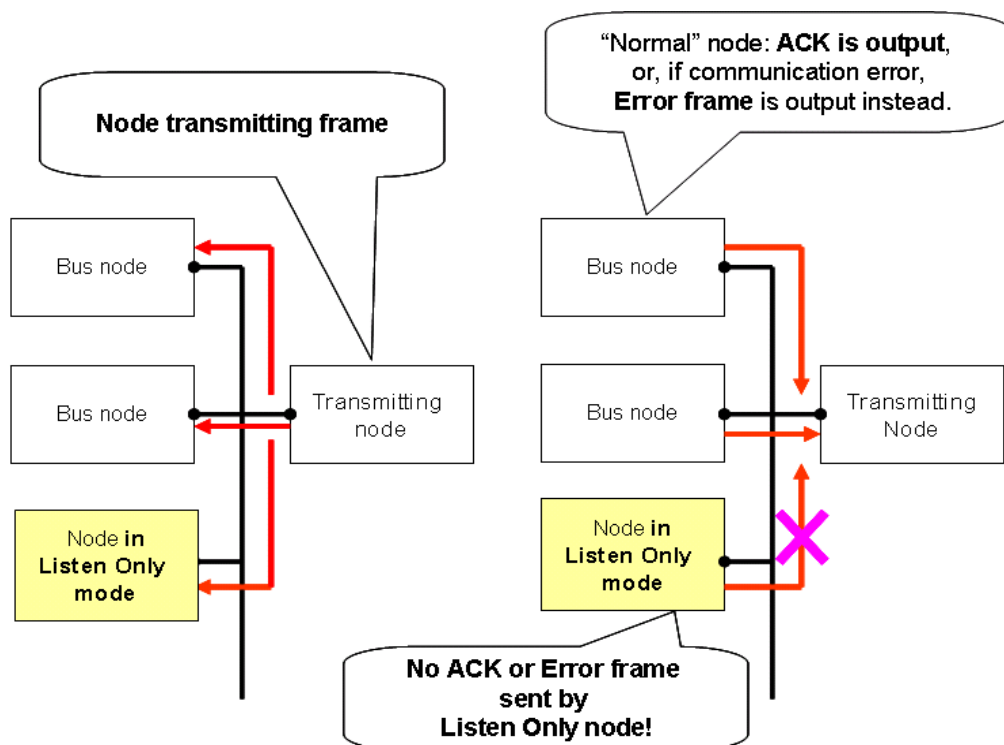 Node transmitting frame
Bus node
Bus node
Transmitting
node
Node in
Listen Only
mode
“Normal” node: ACK is output,
or, if communication error,
Error frame is output instead.
Bus node
Bus node
Transmitting
Node
Node in
Listen Only
mode
No ACK or Error frame
sent by
Listen Only node!